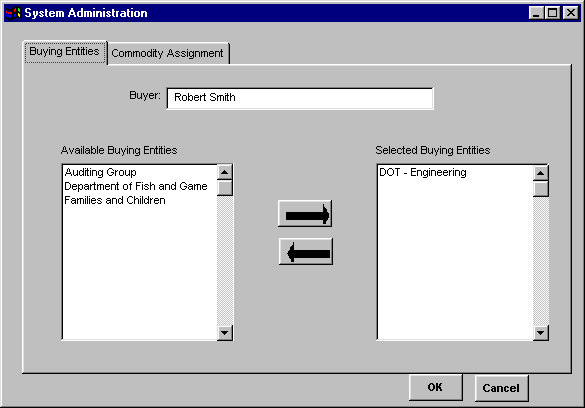 System Administration
Buying Entities
Commodity Assignment
Buyer: Robert Smith
Available Buying Entities
Selected Buying Entities
Auditing Group
DOT - Engineering
Department of Fish and Game
Families and Children
OK
Cancel